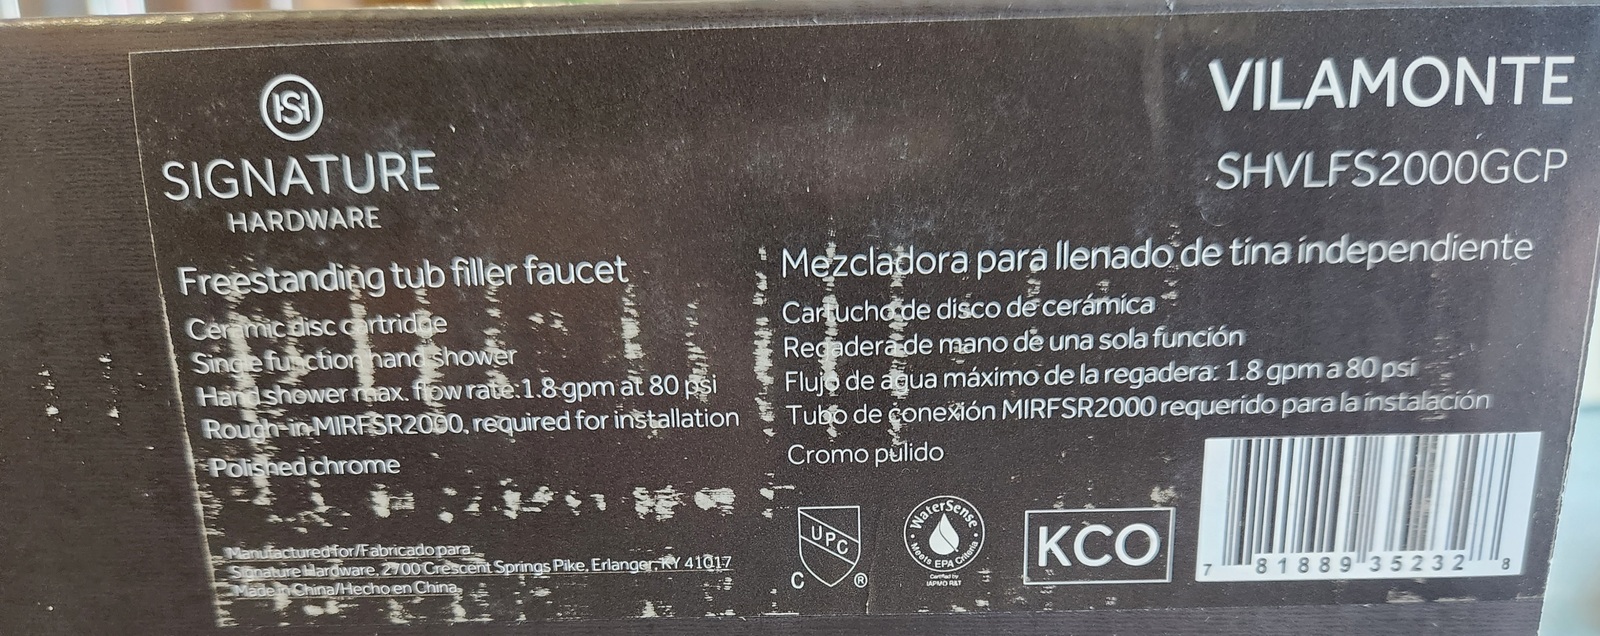 SH
SIGNATURE
HARDWARE
VILAMONTE
SHVLFS2000GCP
Freestanding tub filler faucet
Ceramic disc cartridge
Single function hand shower
Hand shower max. flow rate: 1.8 gpm at 80 psi
Rough-in MIRFSR2000, required for installation
Polished chrome
Manufactured for/Fabricado para:
Signature Hardware, 2700 Crescent Springs Pike, Erlanger, KY 41017
Made in China/Hecho en China
Mezcladora para llenado de tina independiente
Cartucho de disco de cerámica
Regadera de mano de una sola función
Flujo de agua máximo de la regadera: 1.8 gpm a 80 psi
Tubo de conexión MIRFSR2000 requerido para la instalación
Cromo pulido
UPC
C ®
WaterSense
Meets EPA Criteria
Certified by
IAPMO R&T
KCO
7 81889 35232 8